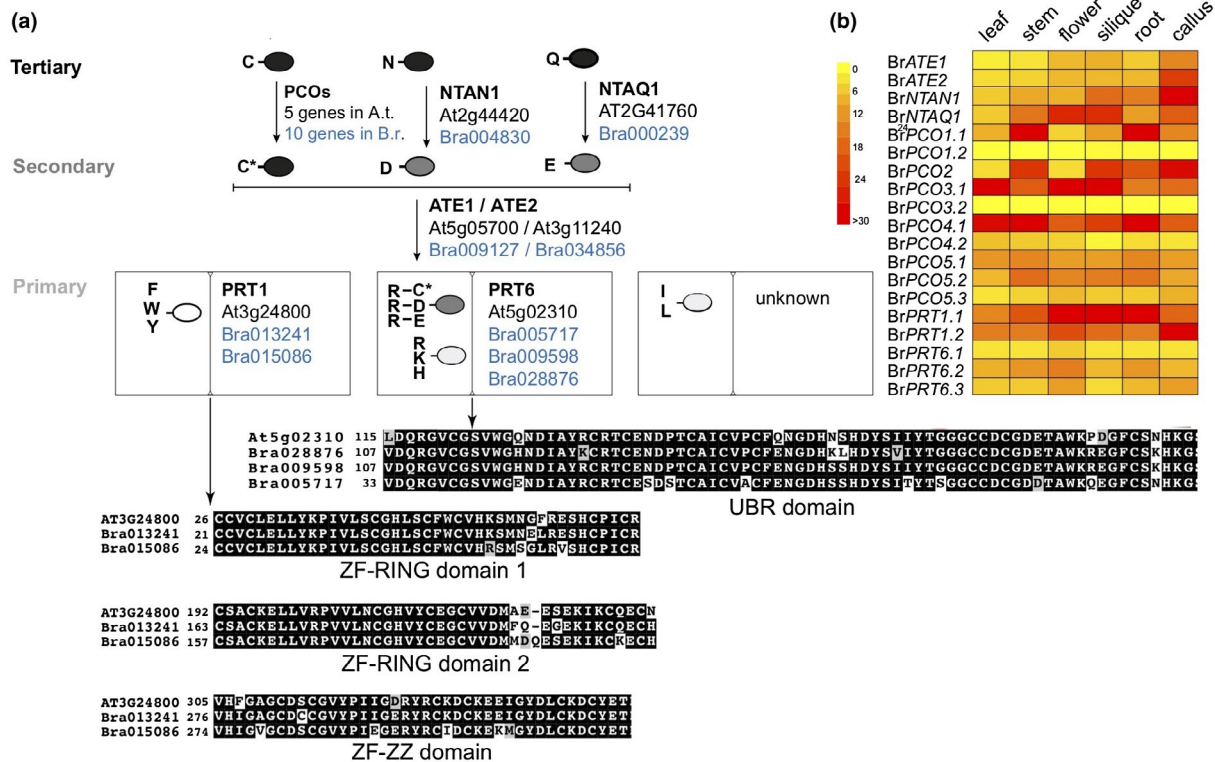 (a)
Tertiary
C
N
Q
PCOs
5 genes in A.t.
10 genes in B.r.
NTAN1
At2g44420
Bra004830
NTAQ1
AT2G41760
Bra000239
Secondary
C*
D
E
ATE1 / ATE2
At5g05700 / At3g11240
Bra009127 / Bra034856
Primary
F
W
Y
PRT1
At3g24800
Bra013241
Bra015086
R-C*
R-D
R-E
R
K
H
PRT6
At5g02310
Bra005717
Bra009598
Bra028876
I
L
unknown
At5g02310 115 LDQRGVCGSVWGQNDIAYRCRTCENDPTCAICVPCFQNGDHNSHDYSIIYTGGGCCDCGDETAWKPDGFCSNHKGS
Bra028876 107 VDQRGVCGSVWGHNDIAYKCRTCENDPTCAICVPCFENGDHKLHDYSVIYTGGGCCDCGDETAWKREGFCSKHKGS
Bra009598 107 VDQRGVCGSVWGHNDIAYRCRTCENDPTCAICVPCFENGDHSSHDYSIIYTGGGCCDCGDETAWKREGFCSKHKGS
Bra005717 33 VDQRGVCGSVWGENDIAYRCRTCESDSTCAICVACFENGDHSSHDYSITYTSGGCCDCGDDTAWKQEGFCSNHKGS
UBR domain
AT3G24800 26 CCVCLELLYKPIVLSCGHLSCFWCVHKSMNGFRESHCPICR
Bra013241 21 CCVCLELLYKPIVLSCGHLSCFWCVHKSMNELRESHCPICR
Bra015086 24 CCVCLELLYKPIVLSCGHLSCFWCVHRSMSGLRVSHCPICR
ZF-RING domain 1
AT3G24800 192 CSACKELLVRPVVLNCGHVYCEGCVVDMAE-ESEKIKCQECN
Bra013241 163 CSACKELLVRPVVLNCGHVYCEGCVVDMFQ-EGEKIKCQECH
Bra015086 157 CSACKELLVRPVVLNCGHVYCEGCVVDMMDQESEKIKCKECH
ZF-RING domain 2
AT3G24800 305 VHFGAGCDSCGVYPIIGDRYRCKDCKEEIGYDLCKDCYET
Bra013241 276 VHIGAGCDCCGVYPIIGERYRCKDCKEEIGYDLCKDCYET
Bra015086 274 VHIGVGCDSCGVYPIEGERYRCIDCKEKMGYDLCKDCYET
ZF-ZZ domain
(b)
leaf
stem
flower
silique
root
callus
0
6
12
18
24
>30
BrATE1
BrATE2
BrNTAN1
BrNTAQ1
24
BrPCO1.1
BrPCO1.2
BrPCO2
BrPCO3.1
BrPCO3.2
BrPCO4.1
BrPCO4.2
BrPCO5.1
BrPCO5.2
BrPCO5.3
BrPRT1.1
BrPRT1.2
BrPRT6.1
BrPRT6.2
BrPRT6.3